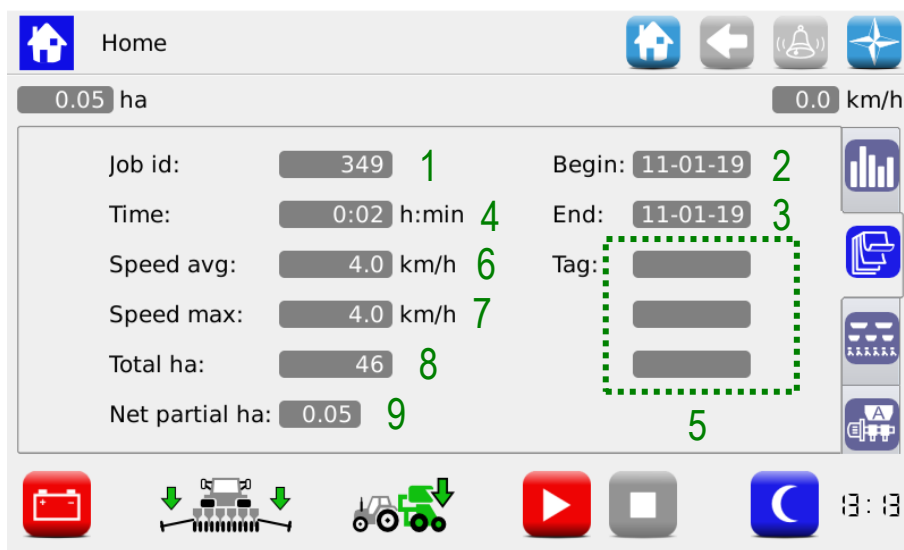 Home
0.05 ha 0.0 km/h
Job id: 349 1 Begin: 11-01-19 2
Time: 0:02 h:min 4 End: 11-01-19 3
Speed avg: 4.0 km/h 6 Tag:
Speed max: 4.0 km/h 7
Total ha: 46 8
Net partial ha: 0.05 9 5
A
13:13